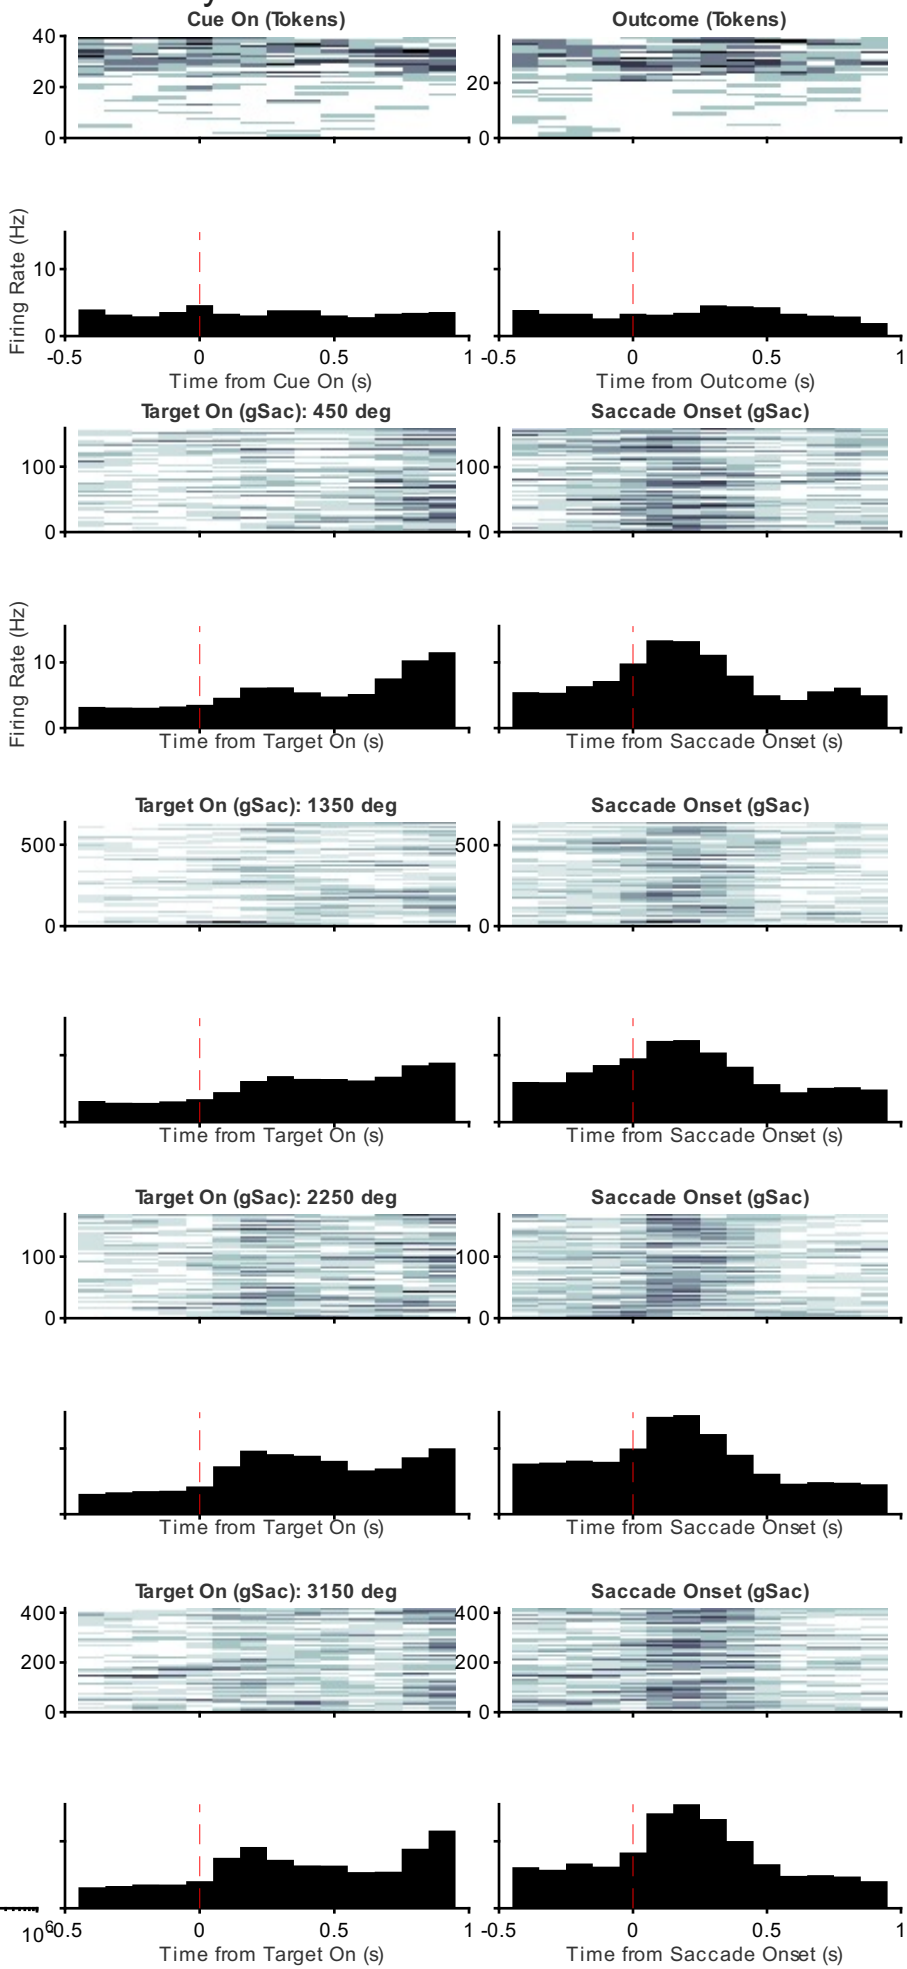 y
Cue On (Tokens)
Outcome (Tokens)
40
20
0
20
0
Firing Rate (Hz)
10
0
-0.5 0 0.5 1
-0.5 0 0.5 1
Time from Cue On (s)
Time from Outcome (s)
Target On (gSac): 450 deg
Saccade Onset (gSac)
100
0
100
0
Firing Rate (Hz)
10
0
Time from Target On (s)
Time from Saccade Onset (s)
Target On (gSac): 1350 deg
Saccade Onset (gSac)
500
0
500
0
Time from Target On (s)
Time from Saccade Onset (s)
Target On (gSac): 2250 deg
Saccade Onset (gSac)
100
0
100
0
Time from Target On (s)
Time from Saccade Onset (s)
Target On (gSac): 3150 deg
Saccade Onset (gSac)
400
200
0
400
200
0
10⁶
-0.5 0 0.5 1
-0.5 0 0.5 1
Time from Target On (s)
Time from Saccade Onset (s)